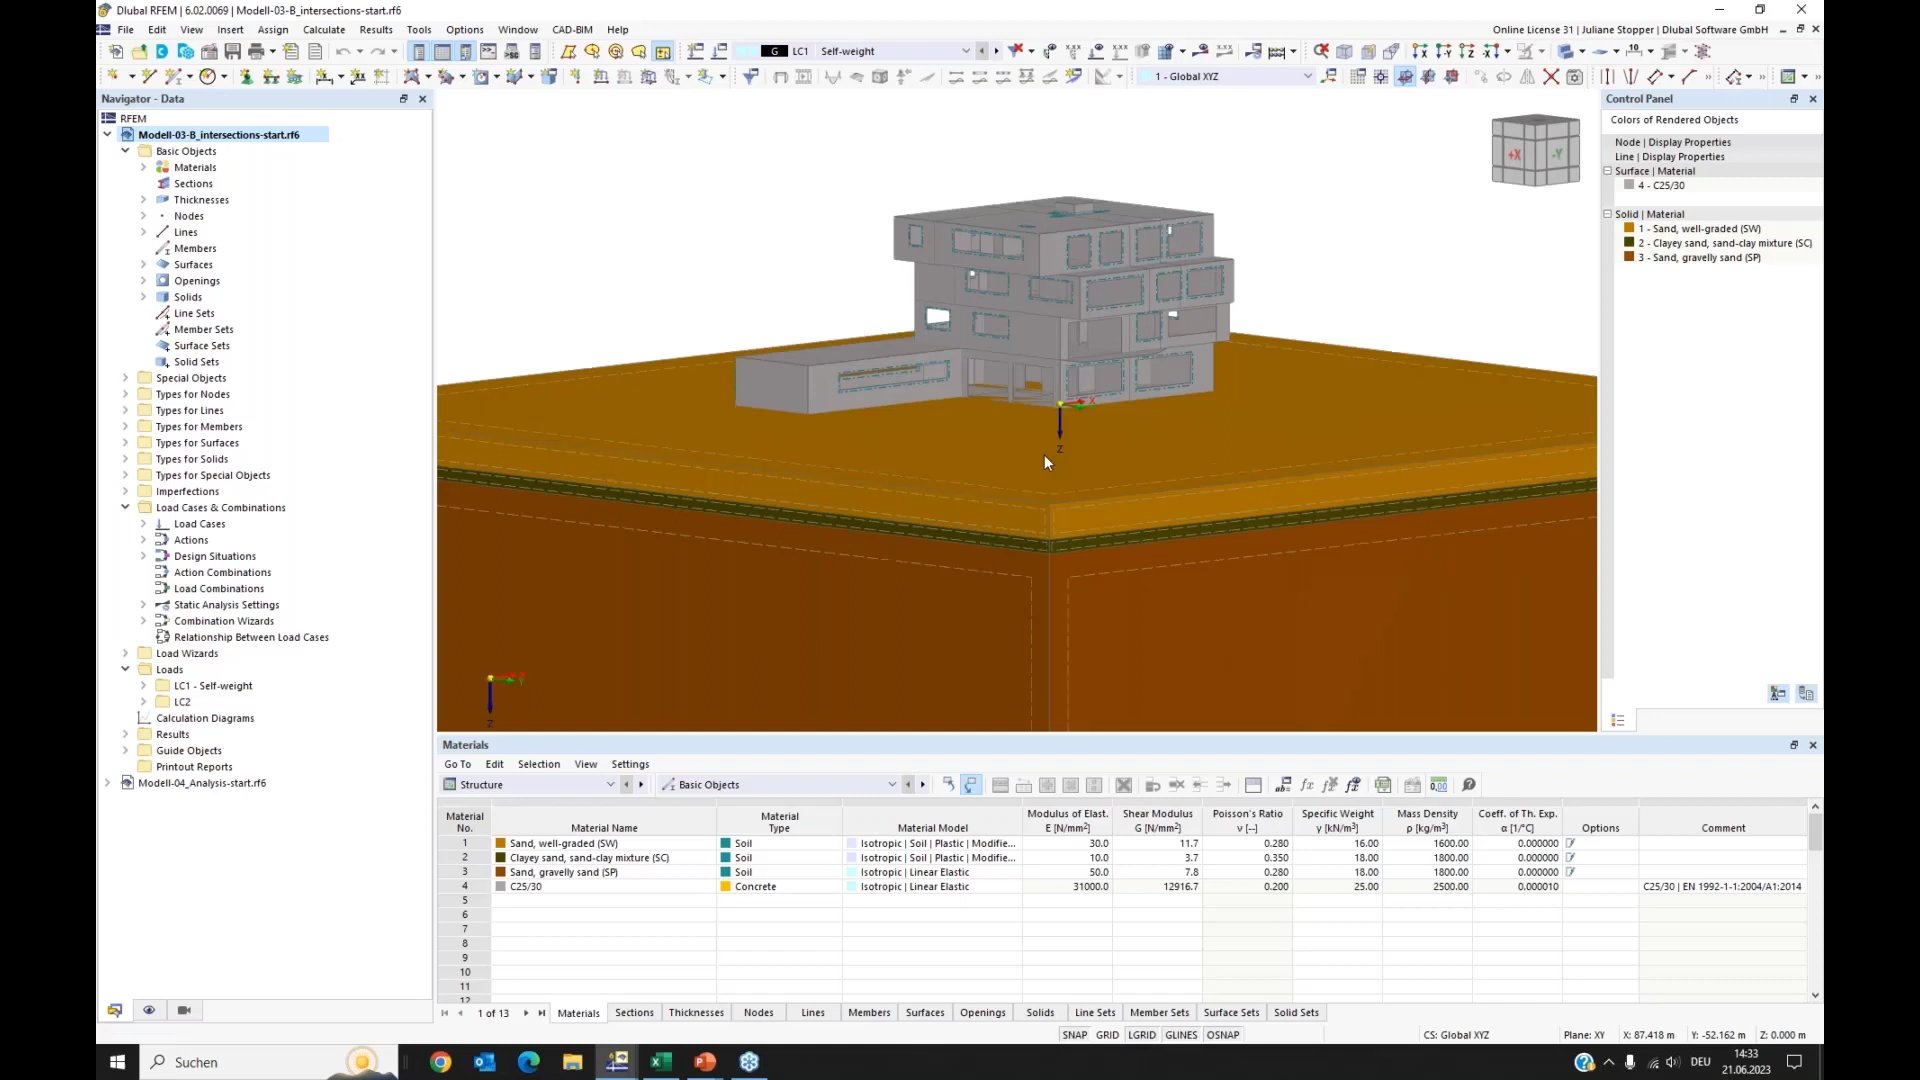 Dlubal RFEM | 6.02.0069 | Modell-03-B_intersections-start.rf6
File Edit View Insert Assign Calculate Results Tools Options Window CAD-BIM Help
Online License 31 | Juliane Stopper | Dlubal Software GmbH
G LC1 Self-weight
1 - Global XYZ
Navigator - Data
RFEM
Modell-03-B_intersections-start.rf6
Basic Objects
Materials
Sections
Thicknesses
Nodes
Lines
Members
Surfaces
Openings
Solids
Line Sets
Member Sets
Surface Sets
Solid Sets
Special Objects
Types for Nodes
Types for Lines
Types for Members
Types for Surfaces
Types for Solids
Types for Special Objects
Imperfections
Load Cases & Combinations
Load Cases
Actions
Design Situations
Action Combinations
Load Combinations
Static Analysis Settings
Combination Wizards
Relationship Between Load Cases
Load Wizards
Loads
LC1 - Self-weight
LC2
Calculation Diagrams
Results
Guide Objects
Printout Reports
Modell-04_Analysis-start.rf6
+X -Y
X
Z
Z
Control Panel
Colors of Rendered Objects
Node | Display Properties
Line | Display Properties
Surface | Material
4 - C25/30
Solid | Material
1 - Sand, well-graded (SW)
2 - Clayey sand, sand-clay mixture (SC)
3 - Sand, gravelly sand (SP)
Materials
Go To Edit Selection View Settings
Structure Basic Objects
Material No. Material Name Material Type Material Model Modulus of Elast. E [N/mm²] Shear Modulus G [N/mm²] Poisson's Ratio ν [--] Specific Weight γ [kN/m³] Mass Density ρ [kg/m³] Coeff. of Th. Exp. α [1/°C] Options Comment
1 Sand, well-graded (SW) Soil Isotropic | Soil | Plastic | Modifie... 30.0 11.7 0.280 16.00 1600.00 0.000000
2 Clayey sand, sand-clay mixture (SC) Soil Isotropic | Soil | Plastic | Modifie... 10.0 3.7 0.350 18.00 1800.00 0.000000
3 Sand, gravelly sand (SP) Soil Isotropic | Linear Elastic 50.0 7.8 0.280 18.00 1800.00 0.000000
4 C25/30 Concrete Isotropic | Linear Elastic 31000.0 12916.7 0.200 25.00 2500.00 0.000010 C25/30 | EN 1992-1-1:2004/A1:2014
5
6
7
8
9
10
11
12
1 of 13 Materials Sections Thicknesses Nodes Lines Members Surfaces Openings Solids Line Sets Member Sets Surface Sets Solid Sets
SNAP GRID LGRID GLINES OSNAP CS: Global XYZ Plane: XY X: 87.418 m Y: -52.162 m Z: 0.000 m
Suchen
DEU
14:33
21.06.2023